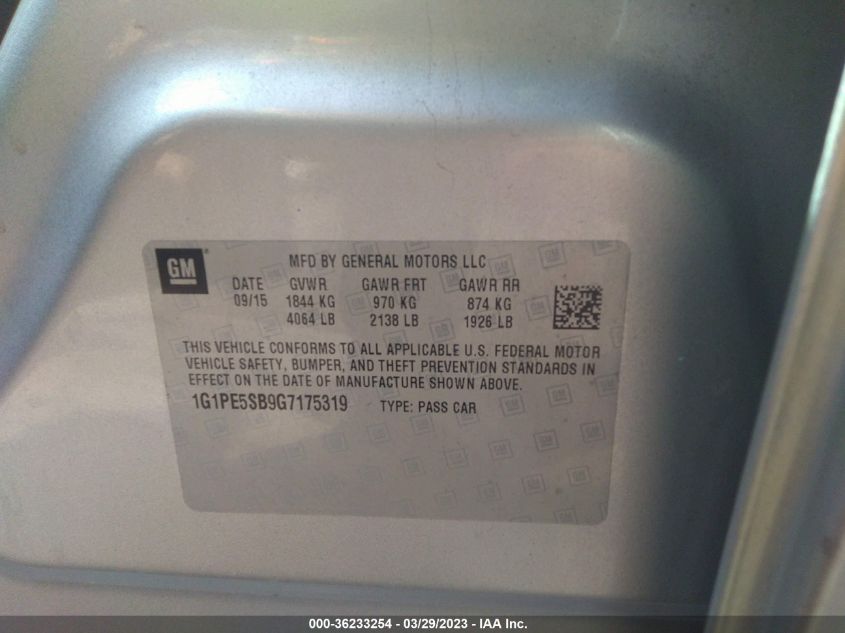 GM
MFD BY GENERAL MOTORS LLC
DATE GVWR GAWR FRT GAWR RR
09/15 1844 KG 970 KG 874 KG
4064 LB 2138 LB 1926 LB
THIS VEHICLE CONFORMS TO ALL APPLICABLE U.S. FEDERAL MOTOR
VEHICLE SAFETY, BUMPER, AND THEFT PREVENTION STANDARDS IN
EFFECT ON THE DATE OF MANUFACTURE SHOWN ABOVE.
1G1PE5SB9G7175319 TYPE: PASS CAR
000-36233254 - 03/29/2023 - IAA Inc.